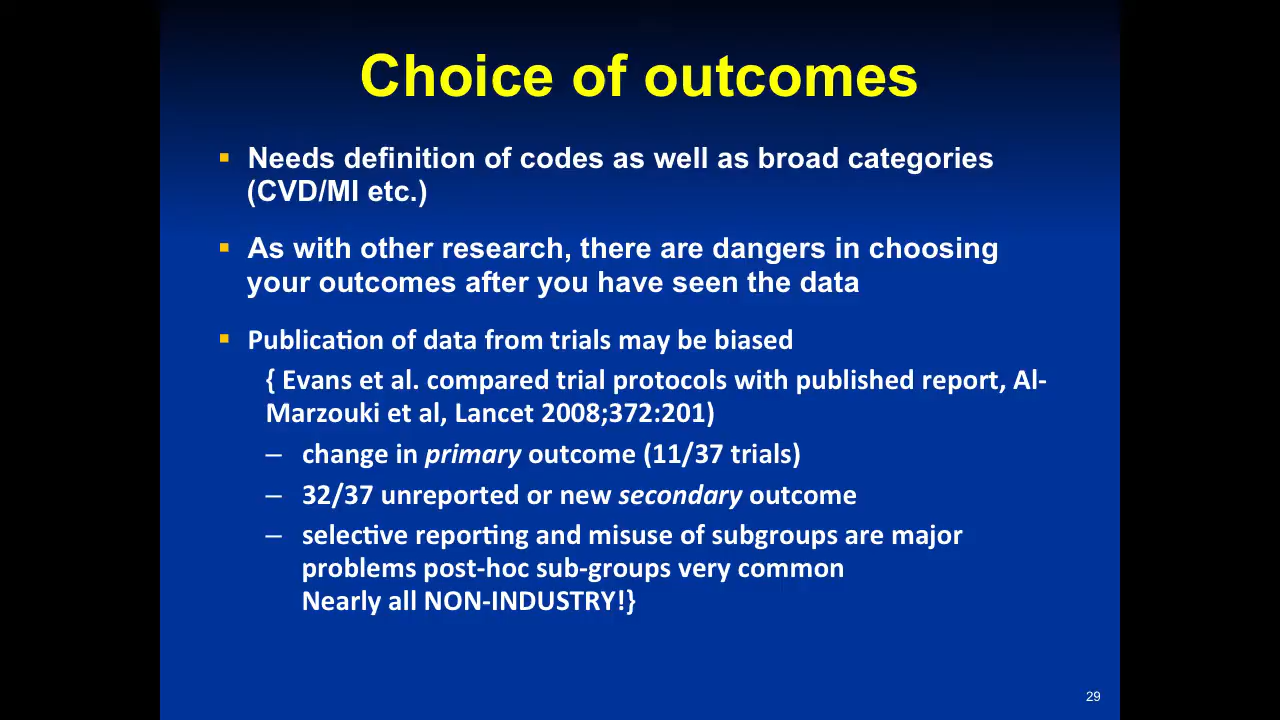 Choice of outcomes
▪ Needs definition of codes as well as broad categories
(CVD/MI etc.)
▪ As with other research, there are dangers in choosing
your outcomes after you have seen the data
▪ Publication of data from trials may be biased
{ Evans et al. compared trial protocols with published report, Al-
Marzouki et al, Lancet 2008;372:201)
– change in primary outcome (11/37 trials)
– 32/37 unreported or new secondary outcome
– selective reporting and misuse of subgroups are major
problems post-hoc sub-groups very common
Nearly all NON-INDUSTRY!}
29